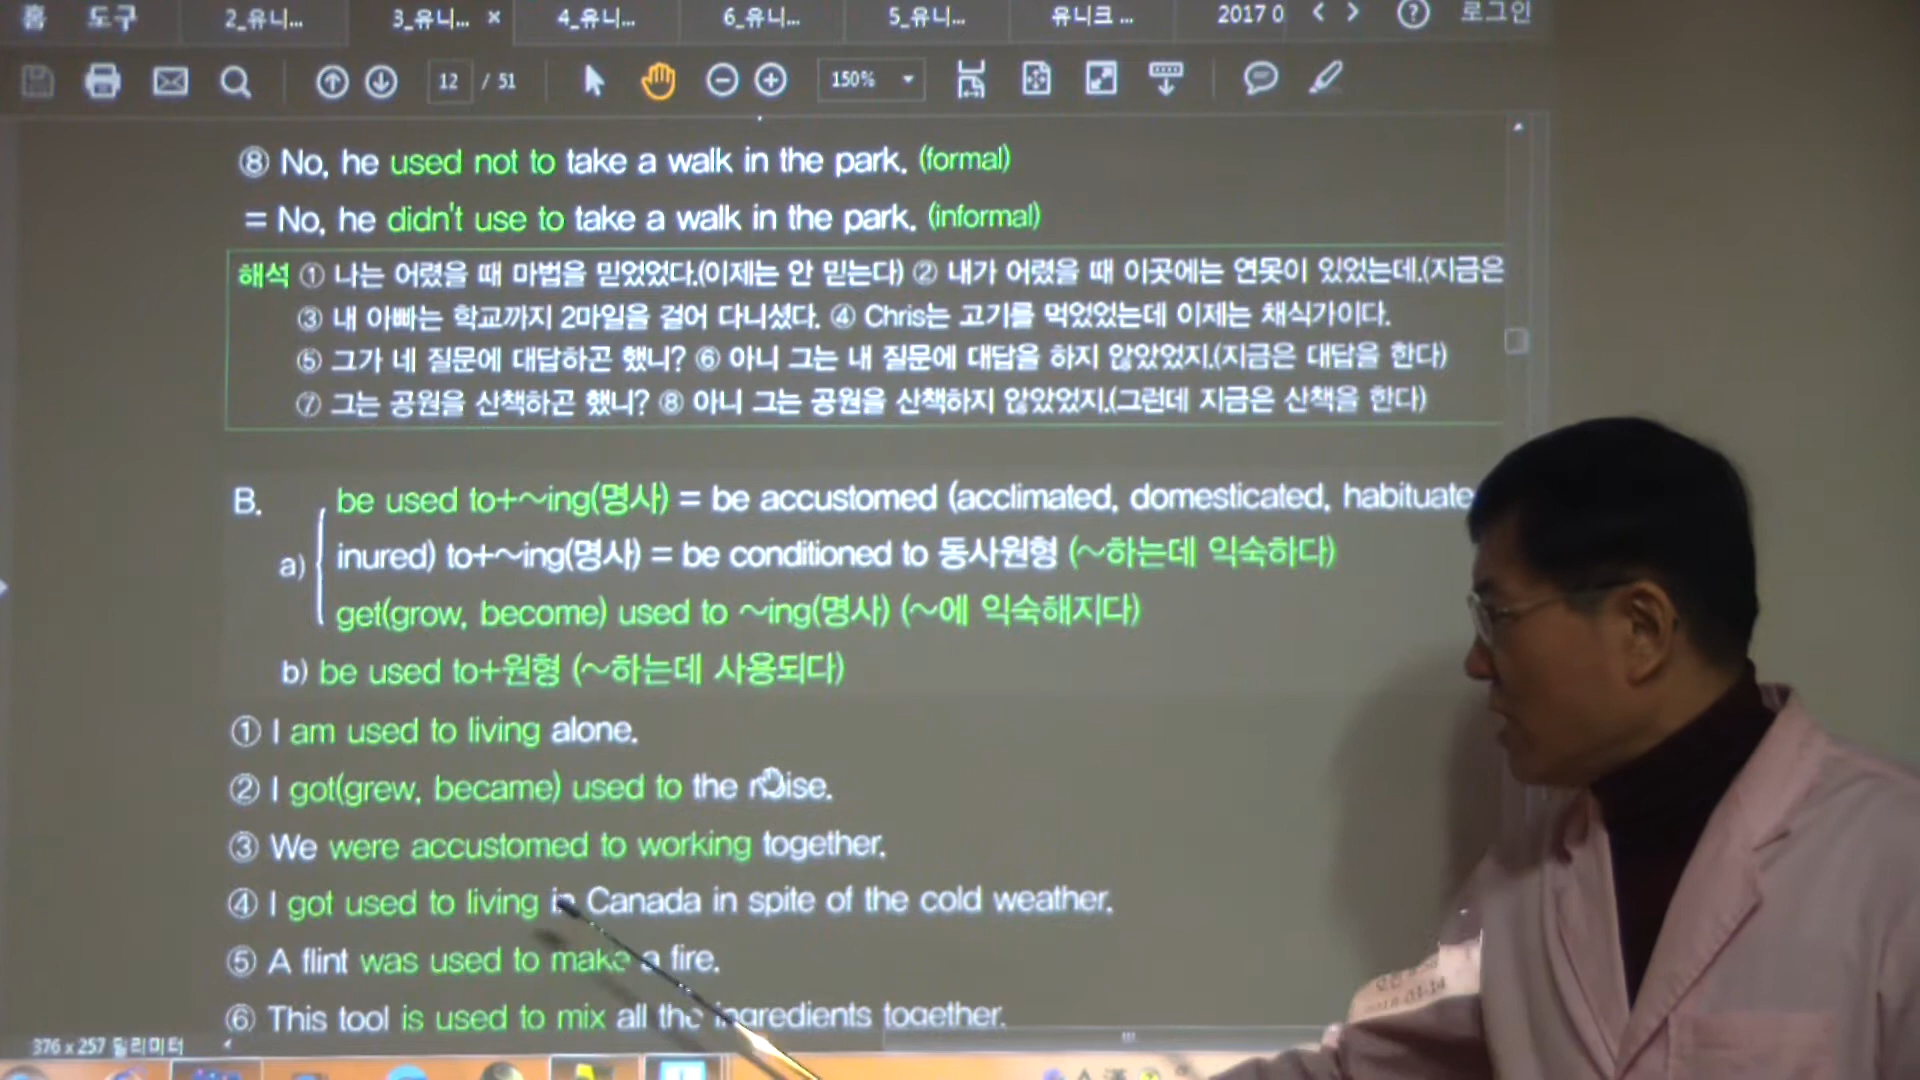 홈 도구 2_유니... 3_유니... × 4_유니... 6_유니... 5_유니... 유니크 ... 2017 0 로그인
12 / 51 150%
⑧ No, he used not to take a walk in the park. (formal)
= No, he didn't use to take a walk in the park. (informal)
해석 ① 나는 어렸을 때 마법을 믿었었다.(이제는 안 믿는다) ② 내가 어렸을 때 이곳에는 연못이 있었는데.(지금은
③ 내 아빠는 학교까지 2마일을 걸어 다니셨다. ④ Chris는 고기를 먹었었는데 이제는 채식가이다.
⑤ 그가 네 질문에 대답하곤 했니? ⑥ 아니 그는 내 질문에 대답을 하지 않았었지.(지금은 대답을 한다)
⑦ 그는 공원을 산책하곤 했니? ⑧ 아니 그는 공원을 산책하지 않았었지.(그런데 지금은 산책을 한다)
B. be used to+~ing(명사) = be accustomed (acclimated, domesticated, habituate
a) inured) to+~ing(명사) = be conditioned to 동사원형 (~하는데 익숙하다)
get(grow, become) used to ~ing(명사) (~에 익숙해지다)
b) be used to+원형 (~하는데 사용되다)
① I am used to living alone.
② I got(grew, became) used to the noise.
③ We were accustomed to working together.
④ I got used to living in Canada in spite of the cold weather.
⑤ A flint was used to make a fire.
⑥ This tool is used to mix all the ingredients together.
376 x 257 밀리미터